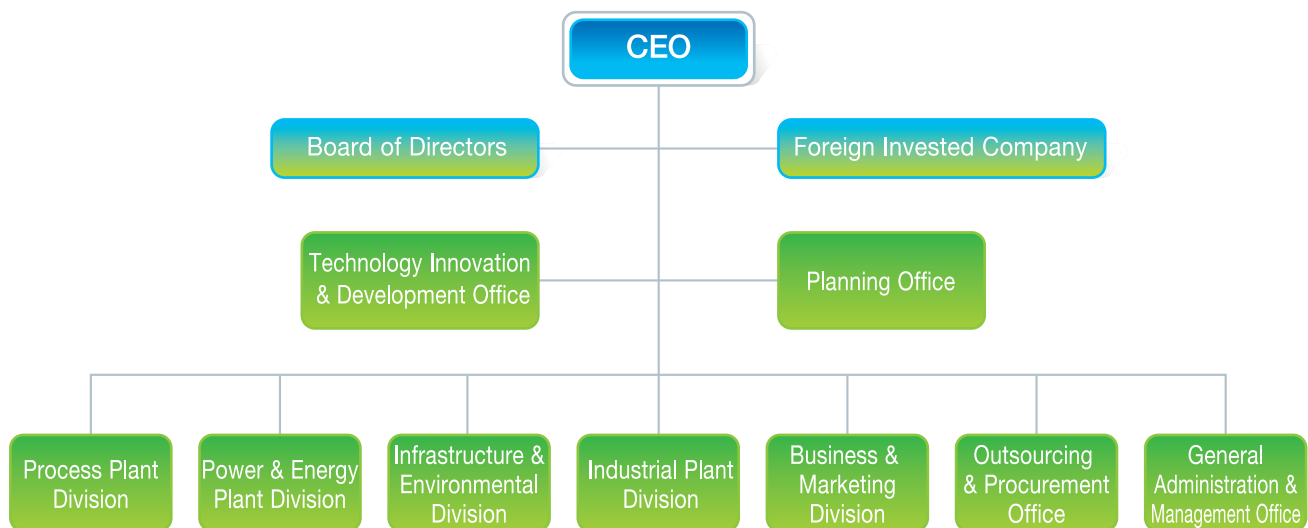 CEO
Board of Directors
Foreign Invested Company
Technology Innovation
& Development Office
Planning Office
Process Plant
Division
Power & Energy
Plant Division
Infrastructure &
Environmental
Division
Industrial Plant
Division
Business &
Marketing
Division
Outsourcing
& Procurement
Office
General
Administration &
Management Office